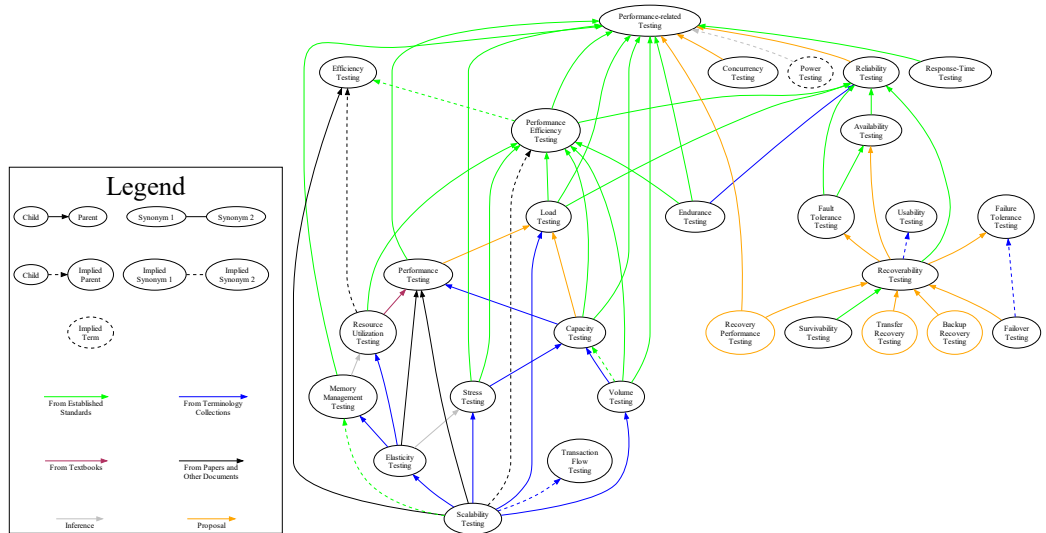 Performance-related
Testing
Efficiency
Testing
Concurrency
Testing
Power
Testing
Reliability
Testing
Response-Time
Testing
Performance
Efficiency
Testing
Availability
Testing
Legend
Child
Parent
Synonym 1
Synonym 2
Load
Testing
Endurance
Testing
Fault
Tolerance
Testing
Usability
Testing
Failure
Tolerance
Testing
Child
Implied
Parent
Implied
Synonym 1
Implied
Synonym 2
Performance
Testing
Recoverability
Testing
Implied
Term
Resource
Utilization
Testing
Capacity
Testing
Recovery
Performance
Testing
Survivability
Testing
Transfer
Recovery
Testing
Backup
Recovery
Testing
Failover
Testing
From Established
Standards
From Terminology
Collections
Memory
Management
Testing
Stress
Testing
Volume
Testing
From Textbooks
From Papers and
Other Documents
Elasticity
Testing
Transaction
Flow
Testing
Inference
Proposal
Scalability
Testing